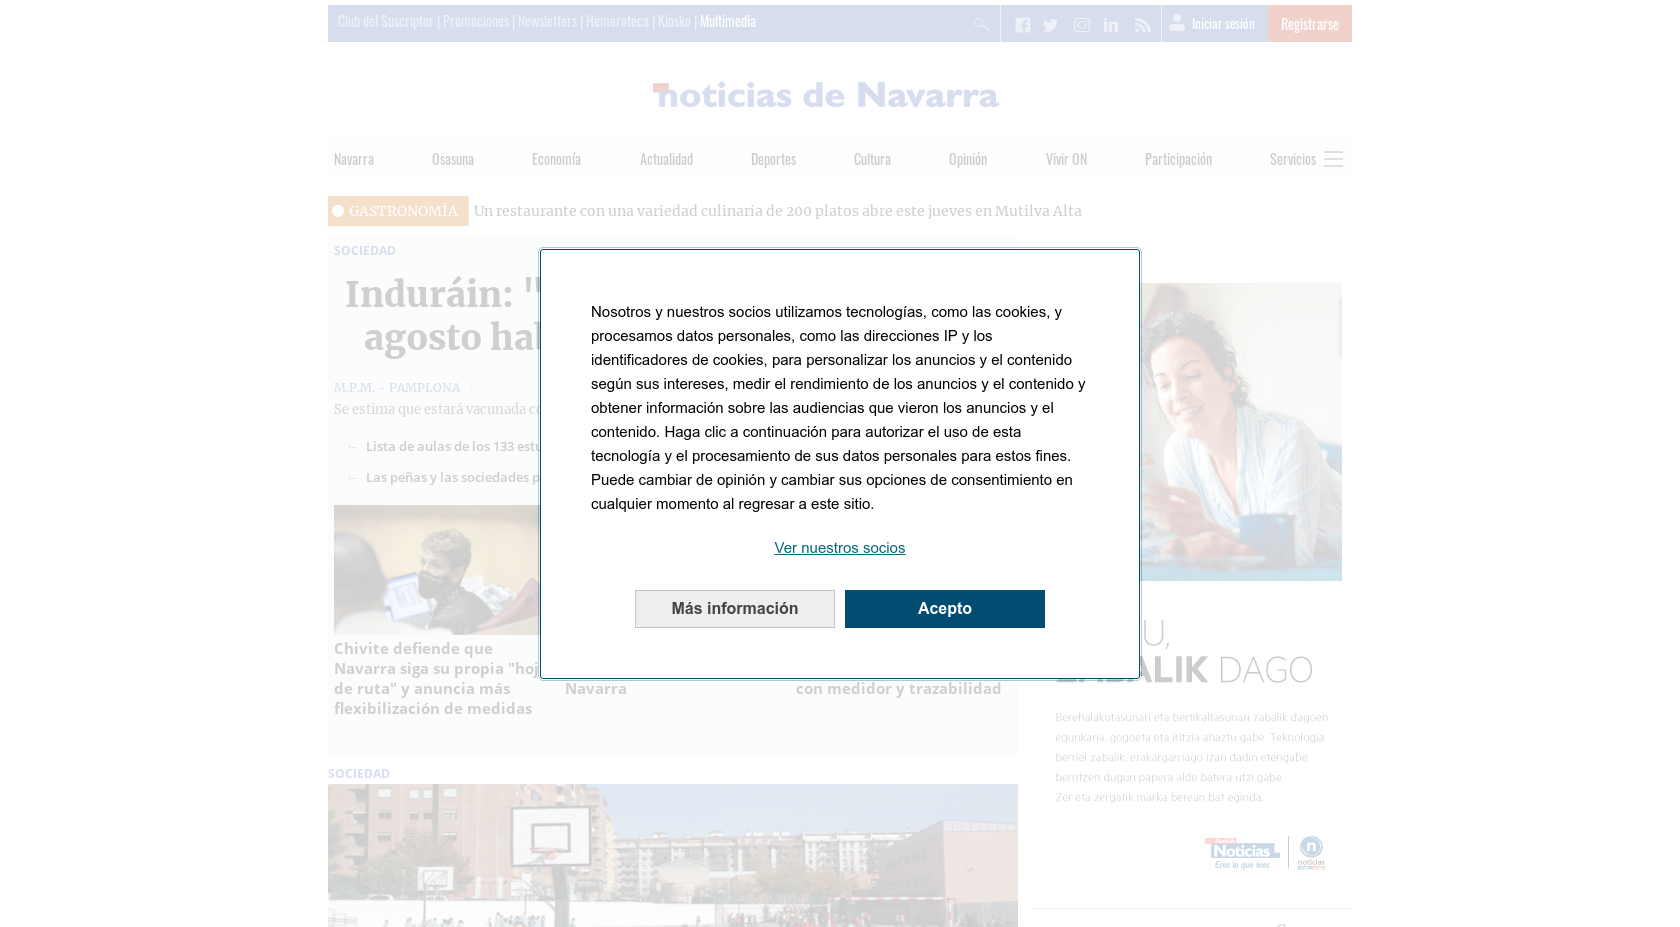 Club del Suscriptor | Promociones | Newsletters | Hemeroteca | Kiosko | Multimedia
Iniciar sesión
Registrarse
noticias de Navarra
Navarra Osasuna Economía Actualidad Deportes Cultura Opinión Vivir ON Participación Servicios
GASTRONOMÍA Un restaurante con una variedad culinaria de 200 platos abre este jueves en Mutilva Alta
SOCIEDAD
Induráin: "
agosto
M.P.M. - PAMPLONA
Se estima que estará vacunada
Lista de aulas de los 133
Las peñas y las sociedades
Nosotros y nuestros socios utilizamos tecnologías, como las cookies, y
procesamos datos personales, como las direcciones IP y los
identificadores de cookies, para personalizar los anuncios y el contenido
según sus intereses, medir el rendimiento de los anuncios y el contenido y
obtener información sobre las audiencias que vieron los anuncios y el
contenido. Haga clic a continuación para autorizar el uso de esta
tecnología y el procesamiento de sus datos personales para estos fines.
Puede cambiar de opinión y cambiar sus opciones de consentimiento en
cualquier momento al regresar a este sitio.
Ver nuestros socios
Más información
Acepto
Chivite defiende que
Navarra siga su propia "hoj
de ruta" y anuncia más
flexibilización de medidas
Navarra
con medidor y trazabilidad
SOCIEDAD
U,
ZABALIK DAGO
Berehalakotasunari eta bertikaltasunari zabalik dagoen
egunkaria, gogoeta eta iritzia ahaztu gabe. Teknologia
berriei zabalik, erakargarriago izan dadin etengabe
berritzen dugun papera alde batera utzi gabe.
Zer eta zergatik marka berean bat eginda.
Noticias
Eres lo que lees
n
noticias